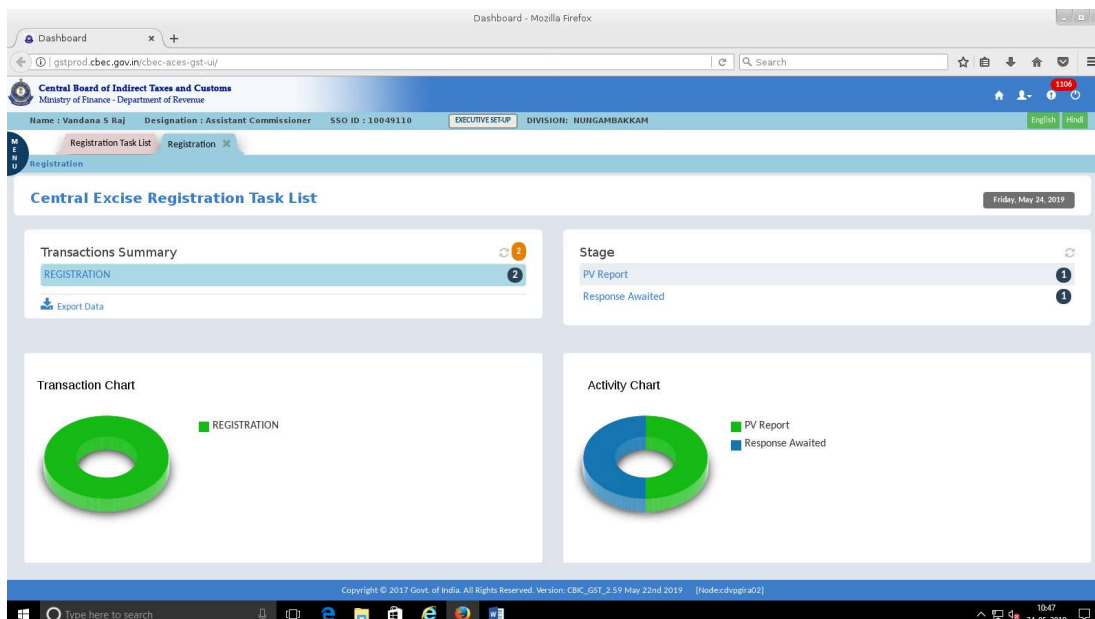 Dashboard - Mozilla Firefox
Dashboard
gstprod.cbec.gov.in/cbec-aces-gst-ui/
Search
Central Board of Indirect Taxes and Customs
Ministry of Finance - Department of Revenue
1106
Name : Vandana S Raj Designation : Assistant Commissioner SSO ID : 10049110 EXECUTIVE SET-UP DIVISION: NUNGAMBAKKAM English Hindi
MENU
Registration Task List Registration
Registration
Central Excise Registration Task List
Friday, May 24, 2019
Transactions Summary 2
REGISTRATION 2
Export Data
Stage
PV Report 1
Response Awaited 1
Transaction Chart
REGISTRATION
Activity Chart
PV Report
Response Awaited
Copyright © 2017 Govt. of India. All Rights Reserved. Version: CBIC_GST_2.59 May 22nd 2019 [Node:cdvpgira02]
Type here to search
10:47